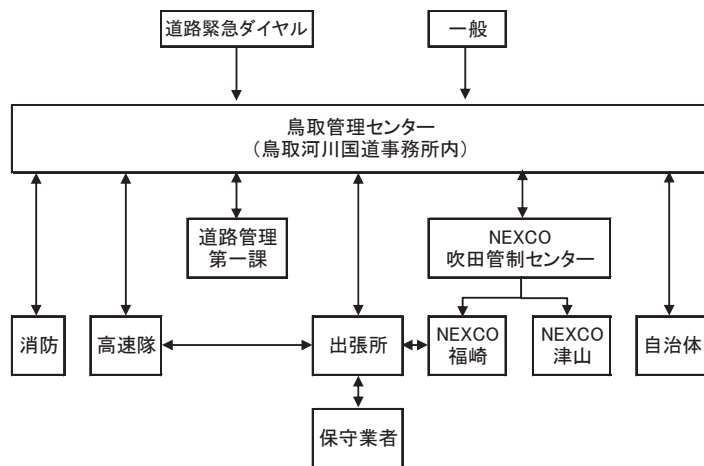 道路緊急ダイヤル
一般
鳥取管理センター
（鳥取河川国道事務所内）
道路管理
第一課
NEXCO
吹田管制センター
消防
高速隊
出張所
NEXCO
福崎
NEXCO
津山
自治体
保守業者